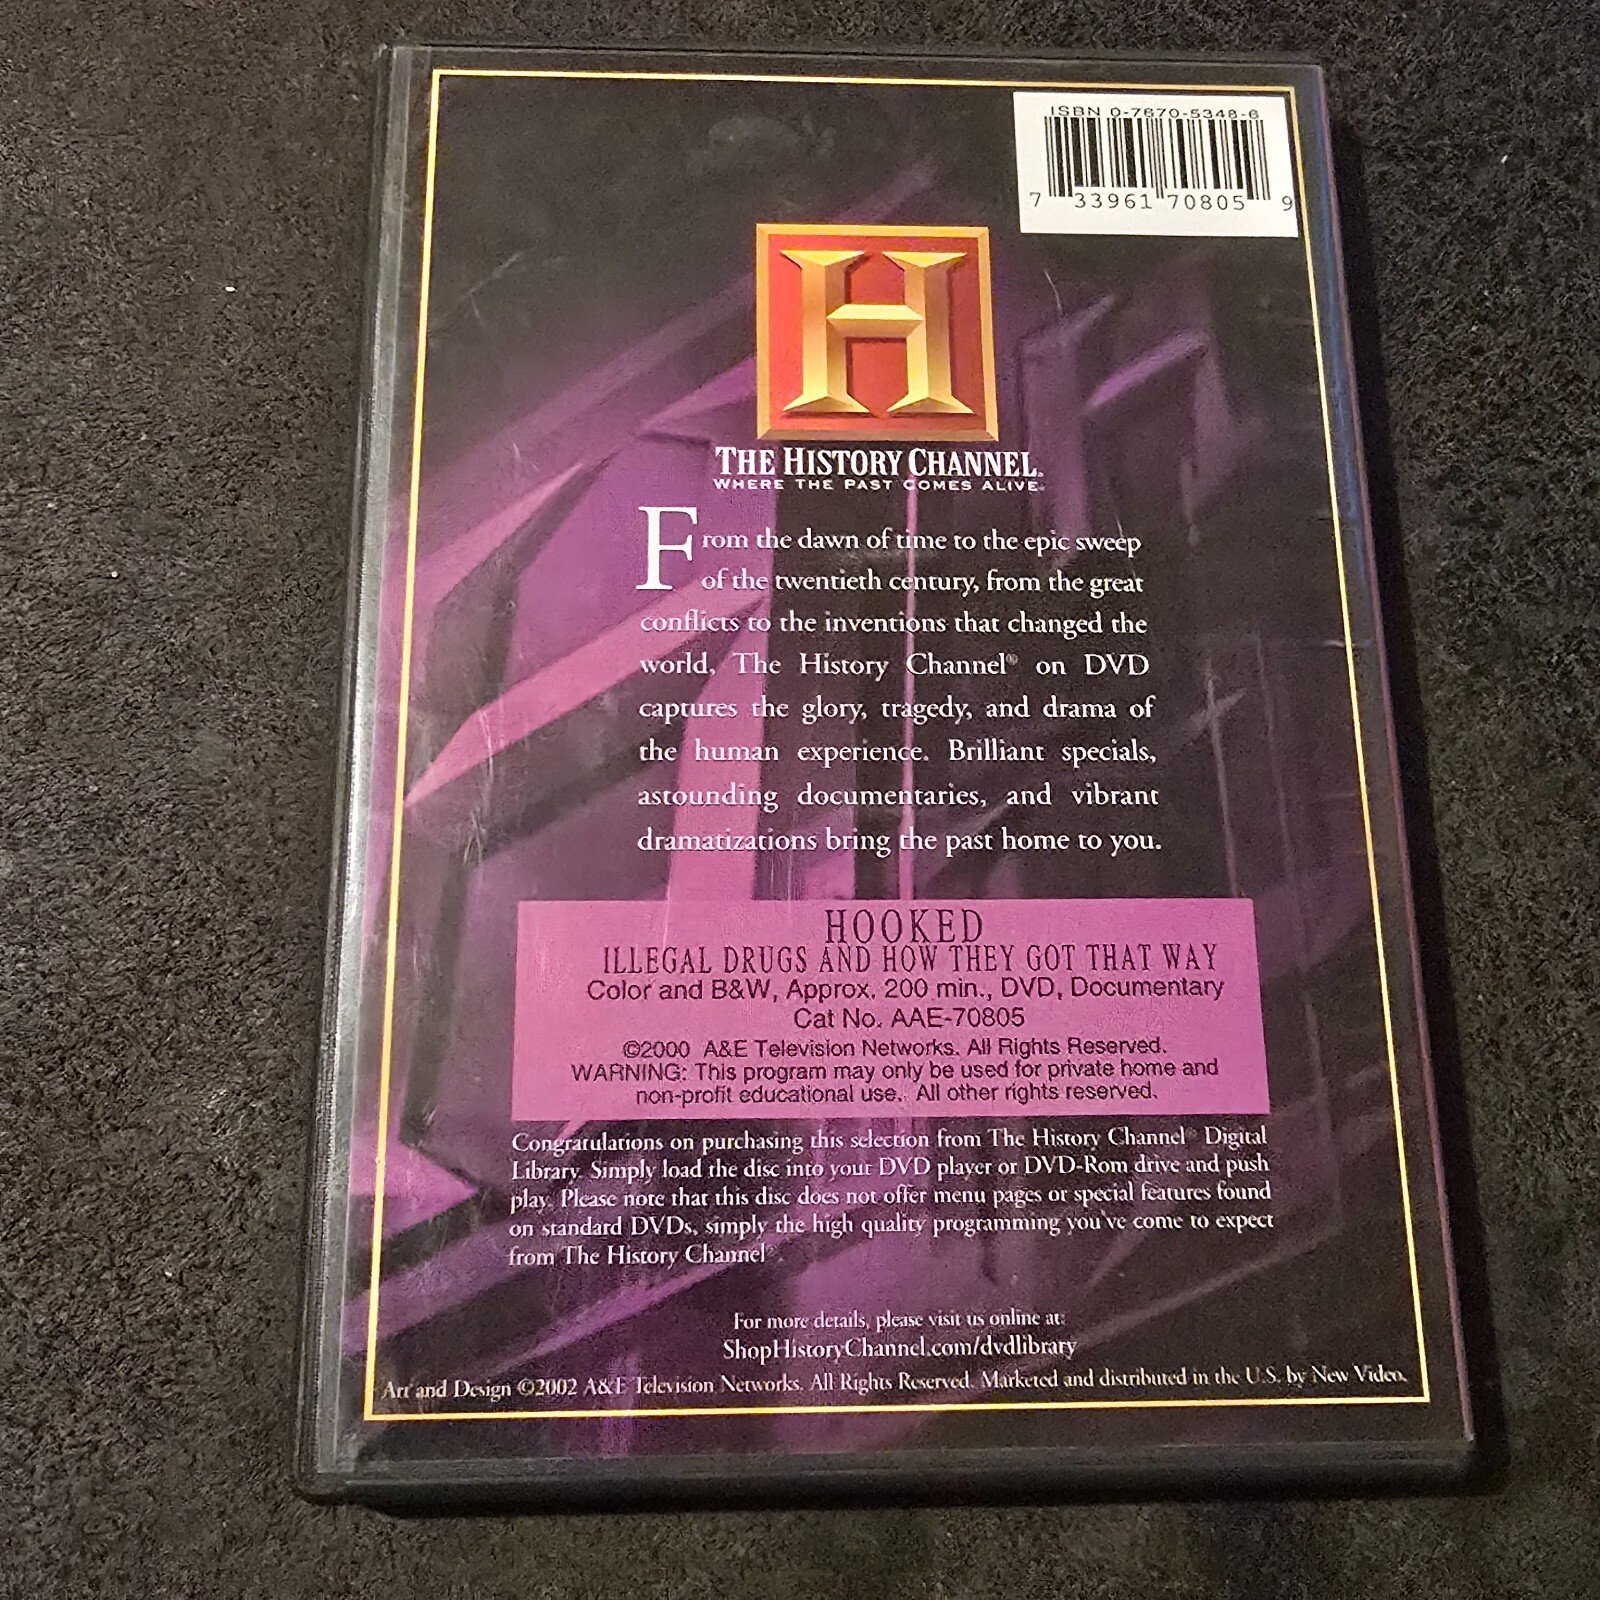 ISBN 0-7670-5348-6
7 33961 70805 9
H
THE HISTORY CHANNEL®
WHERE THE PAST COMES ALIVE®
From the dawn of time to the epic sweep
of the twentieth century, from the great
conflicts to the inventions that changed the
world, The History Channel® on DVD
captures the glory, tragedy, and drama of
the human experience. Brilliant specials,
astounding documentaries, and vibrant
dramatizations bring the past home to you.
HOOKED
ILLEGAL DRUGS AND HOW THEY GOT THAT WAY
Color and B&W, Approx. 200 min., DVD, Documentary
Cat No. AAE-70805
©2000 A&E Television Networks. All Rights Reserved.
WARNING: This program may only be used for private home and
non-profit educational use. All other rights reserved.
Congratulations on purchasing this selection from The History Channel® Digital
Library. Simply load the disc into your DVD player or DVD-Rom drive and push
play. Please note that this disc does not offer menu pages or special features found
on standard DVDs, simply the high quality programming you've come to expect
from The History Channel®
For more details, please visit us online at:
ShopHistoryChannel.com/dvdlibrary
Art and Design ©2002 A&E Television Networks. All Rights Reserved. Marketed and distributed in the U.S. by New Video.